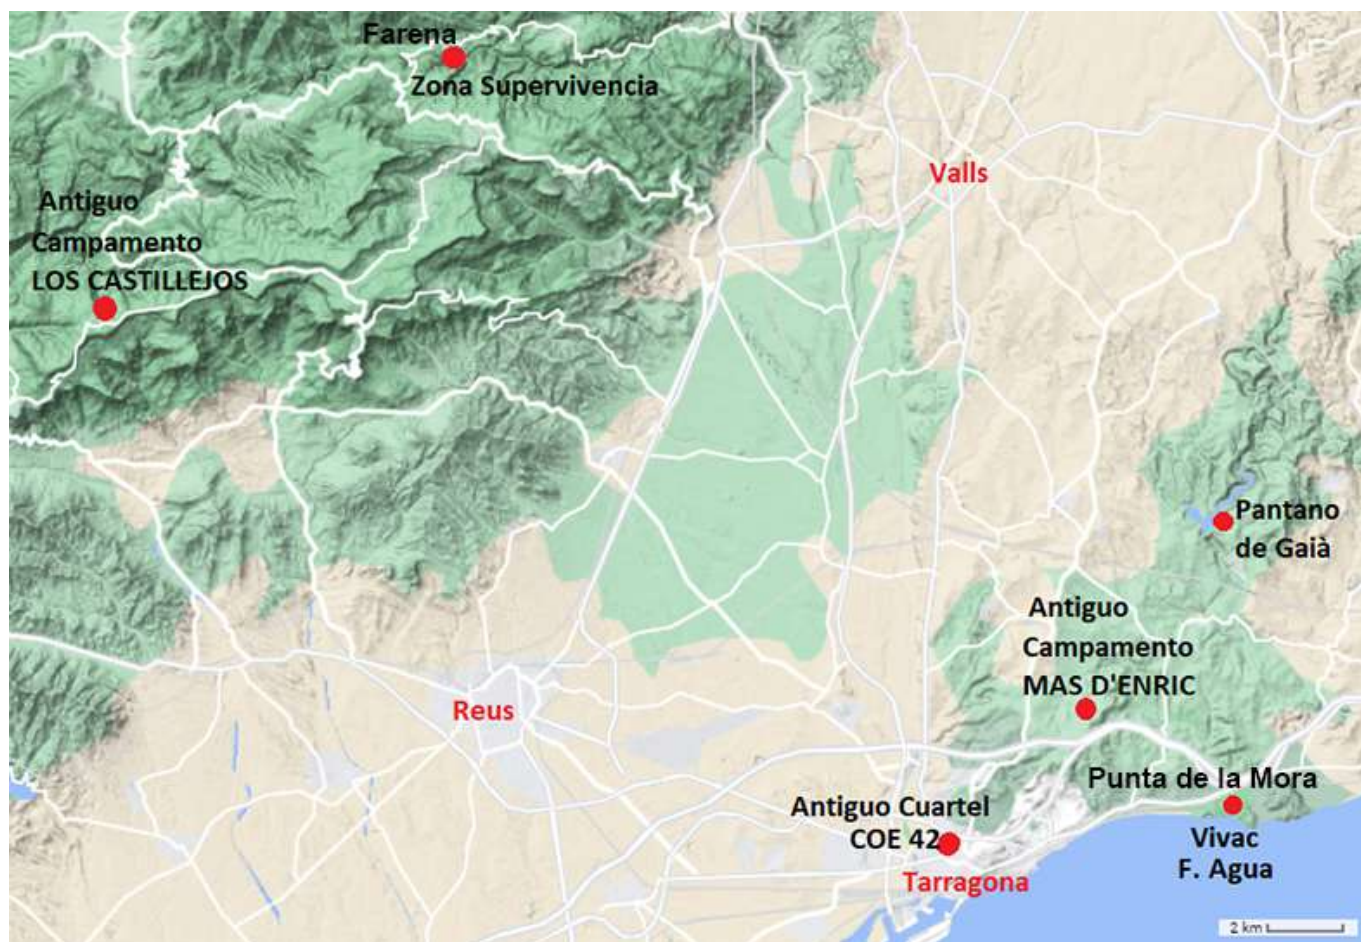 Farena
Zona Supervivencia
Valls
Antiguo
Campamento
LOS CASTILLEJOS
Pantano
de Gaià
Antiguo
Campamento
MAS D'ENRIC
Reus
Punta de la Mora
Antiguo Cuartel
COE 42
Vivac
F. Agua
Tarragona
2 km